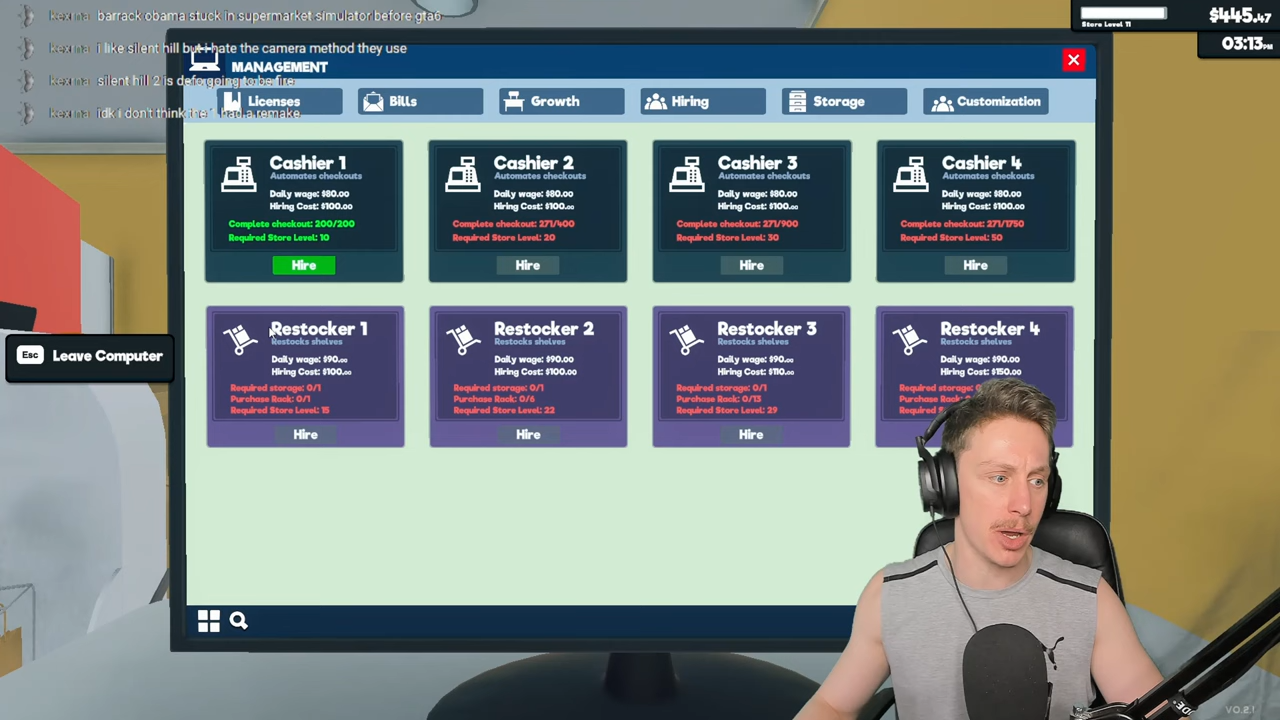 kexma barrack obama stuck in supermarket simulator before gta6
kexma i like silent hill but i hate the camera method they use
kexma silent hill 2 is defo going to be fire
kexma idk i don't think the 1 had a remake
$445.47
Store Level 11
03:13PM
MANAGEMENT
Licenses
Bills
Growth
Hiring
Storage
Customization
Cashier 1
Automates checkouts
Daily wage: $80.00
Hiring Cost: $100.00
Complete checkout: 200/200
Required Store Level: 10
Hire
Cashier 2
Automates checkouts
Daily wage: $80.00
Hiring Cost: $100.00
Complete checkout: 271/400
Required Store Level: 20
Hire
Cashier 3
Automates checkouts
Daily wage: $80.00
Hiring Cost: $100.00
Complete checkout: 271/900
Required Store Level: 30
Hire
Cashier 4
Automates checkouts
Daily wage: $80.00
Hiring Cost: $100.00
Complete checkout: 271/1750
Required Store Level: 50
Hire
Restocker 1
Restocks shelves
Daily wage: $90.00
Hiring Cost: $100.00
Required storage: 0/1
Purchase Rack: 0/1
Required Store Level: 15
Hire
Restocker 2
Restocks shelves
Daily wage: $90.00
Hiring Cost: $100.00
Required storage: 0/1
Purchase Rack: 0/6
Required Store Level: 22
Hire
Restocker 3
Restocks shelves
Daily wage: $90.00
Hiring Cost: $110.00
Required storage: 0/1
Purchase Rack: 0/13
Required Store Level: 29
Hire
Restocker 4
Restocks shelves
Daily wage: $90.00
Hiring Cost: $150.00
Required storage:
Purchase Rack:
Esc Leave Computer
V0.2.1